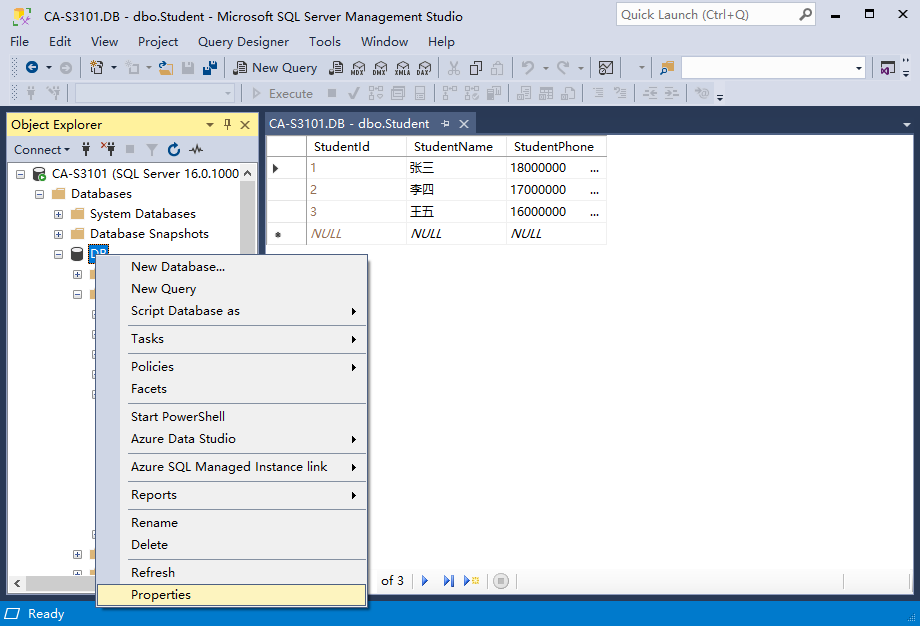 CA-S3101.DB - dbo.Student - Microsoft SQL Server Management Studio
Quick Launch (Ctrl+Q)
File Edit View Project Query Designer Tools Window Help
New Query MDX DMX XMLA DAX
Execute
Object Explorer
CA-S3101.DB - dbo.Student
Connect
CA-S3101 (SQL Server 16.0.1000
Databases
System Databases
Database Snapshots
DB
StudentId StudentName StudentPhone
1 张三 18000000 ...
2 李四 17000000 ...
3 王五 16000000 ...
NULL NULL NULL
New Database...
New Query
Script Database as
Tasks
Policies
Facets
Start PowerShell
Azure Data Studio
Azure SQL Managed Instance link
Reports
Rename
Delete
Refresh
Properties
of 3
Ready